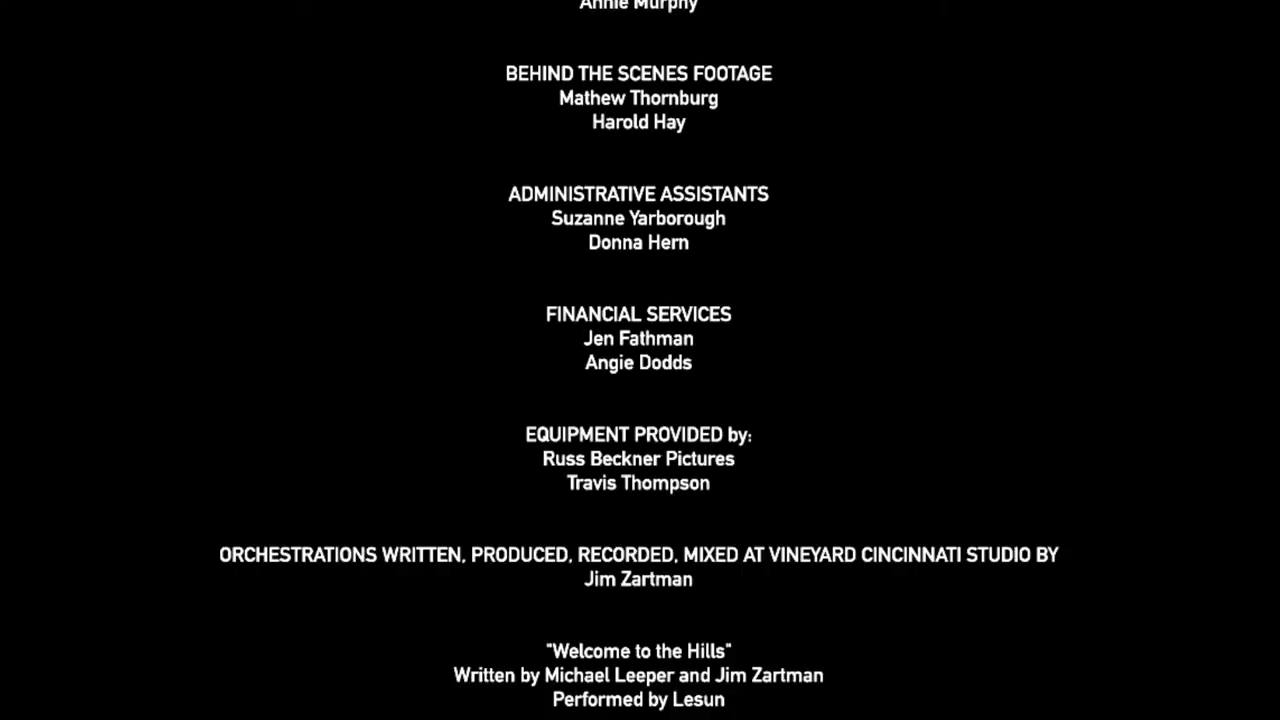 Annie Murphy
BEHIND THE SCENES FOOTAGE
Mathew Thornburg
Harold Hay
ADMINISTRATIVE ASSISTANTS
Suzanne Yarborough
Donna Hern
FINANCIAL SERVICES
Jen Fathman
Angie Dodds
EQUIPMENT PROVIDED by:
Russ Beckner Pictures
Travis Thompson
ORCHESTRATIONS WRITTEN, PRODUCED, RECORDED, MIXED AT VINEYARD CINCINNATI STUDIO BY
Jim Zartman
"Welcome to the Hills"
Written by Michael Leeper and Jim Zartman
Performed by Lesun